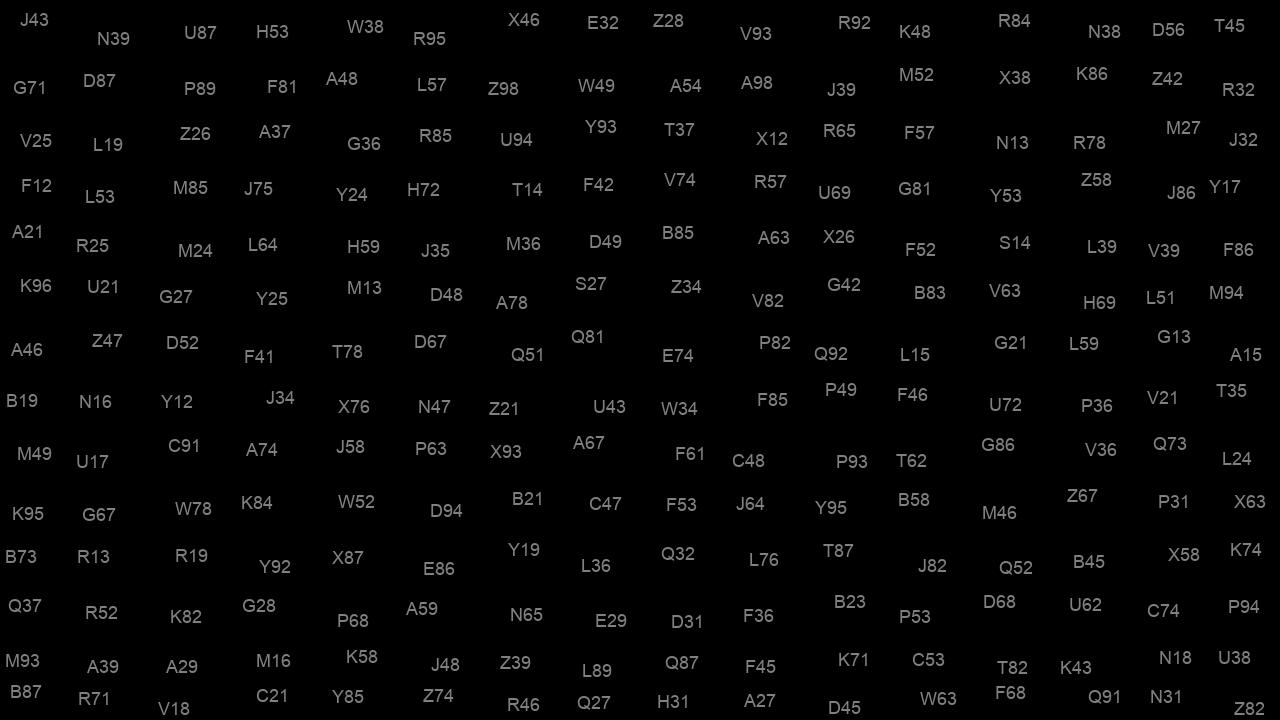 J43 N39 U87 H53 W38 R95 X46 E32 Z28 V93 R92 K48 R84 N38 D56 T45
G71 D87 P89 F81 A48 L57 Z98 W49 A54 A98 J39 M52 X38 K86 Z42 R32
V25 L19 Z26 A37 G36 R85 U94 Y93 T37 X12 R65 F57 N13 R78 M27 J32
F12 L53 M85 J75 Y24 H72 T14 F42 V74 R57 U69 G81 Y53 Z58 J86 Y17
A21 R25 M24 L64 H59 J35 M36 D49 B85 A63 X26 F52 S14 L39 V39 F86
K96 U21 G27 Y25 M13 D48 A78 S27 Z34 V82 G42 B83 V63 H69 L51 M94
A46 Z47 D52 F41 T78 D67 Q51 Q81 E74 P82 Q92 L15 G21 L59 G13 A15
B19 N16 Y12 J34 X76 N47 Z21 U43 W34 F85 P49 F46 U72 P36 V21 T35
M49 U17 C91 A74 J58 P63 X93 A67 F61 C48 P93 T62 G86 V36 Q73 L24
K95 G67 W78 K84 W52 D94 B21 C47 F53 J64 Y95 B58 M46 Z67 P31 X63
B73 R13 R19 Y92 X87 E86 Y19 L36 Q32 L76 T87 J82 Q52 B45 X58 K74
Q37 R52 K82 G28 P68 A59 N65 E29 D31 F36 B23 P53 D68 U62 C74 P94
M93 A39 A29 M16 K58 J48 Z39 L89 Q87 F45 K71 C53 T82 K43 N18 U38
B87 R71 V18 C21 Y85 Z74 R46 Q27 H31 A27 D45 W63 F68 Q91 N31 Z82